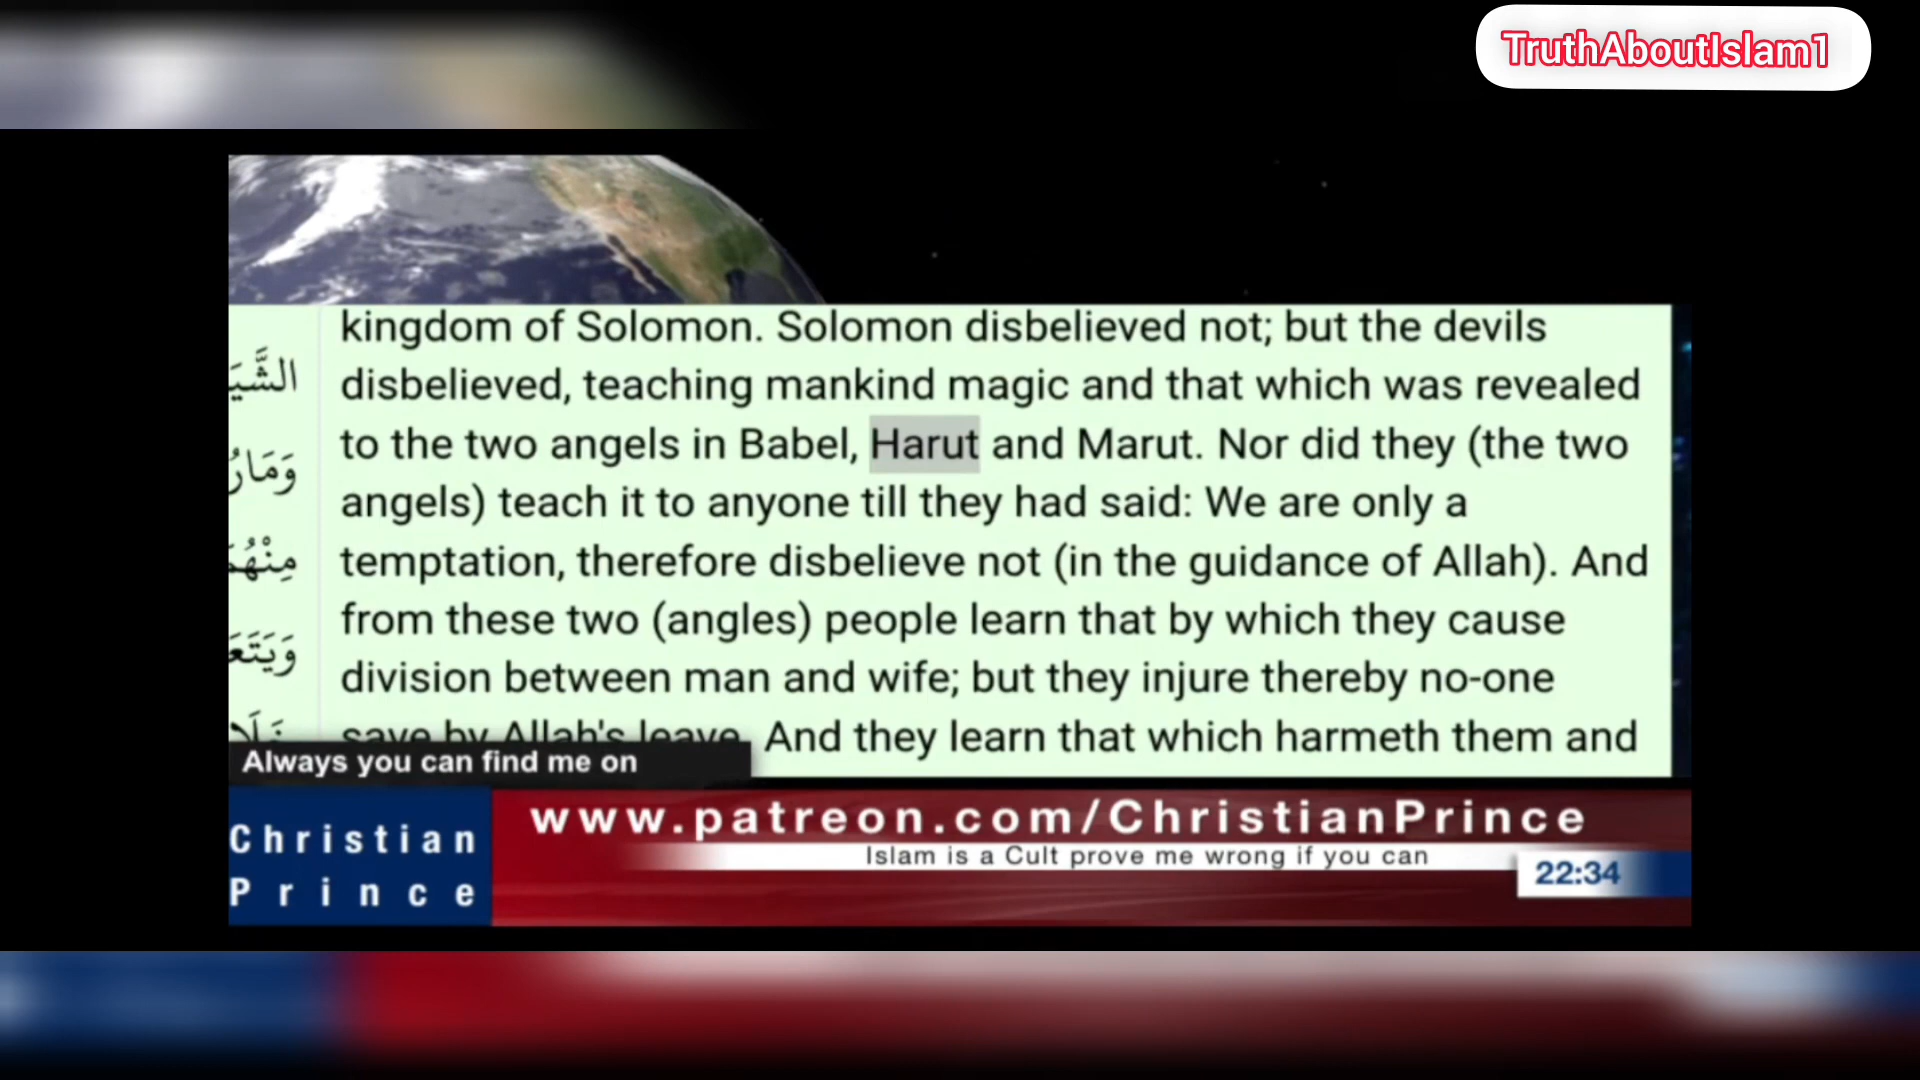 TruthAboutIslam1
kingdom of Solomon. Solomon disbelieved not; but the devils
disbelieved, teaching mankind magic and that which was revealed
to the two angels in Babel, Harut and Marut. Nor did they (the two
angels) teach it to anyone till they had said: We are only a
temptation, therefore disbelieve not (in the guidance of Allah). And
from these two (angles) people learn that by which they cause
division between man and wife; but they injure thereby no-one
save by Allah's leave. And they learn that which harmeth them and
Always you can find me on
Christian
Prince
www.patreon.com/ChristianPrince
Islam is a Cult prove me wrong if you can
22:34